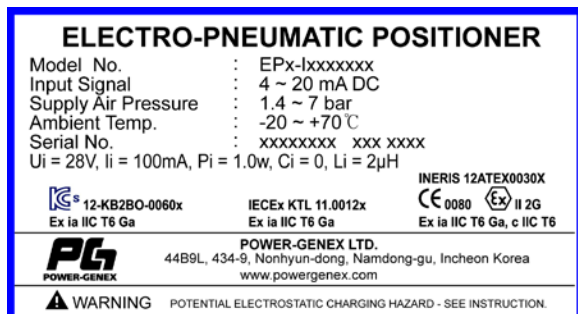 ELECTRO-PNEUMATIC POSITIONER
Model No. : EPx-Ixxxxxxx
Input Signal : 4 ~ 20 mA DC
Supply Air Pressure : 1.4 ~ 7 bar
Ambient Temp. : -20 ~ +70℃
Serial No. : xxxxxxxx xxx xxxx
Ui = 28V, Ii = 100mA, Pi = 1.0w, Ci = 0, Li = 2µH
INERIS 12ATEX0030X
KCs 12-KB2BO-0060x IECEx KTL 11.0012x CE 0080 Ex II 2G
Ex ia IIC T6 Ga Ex ia IIC T6 Ga Ex ia IIC T6 Ga, c IIC T6
PG POWER-GENEX
POWER-GENEX LTD.
44B9L, 434-9, Nonhyun-dong, Namdong-gu, Incheon Korea
www.powergenex.com
WARNING POTENTIAL ELECTROSTATIC CHARGING HAZARD - SEE INSTRUCTION.